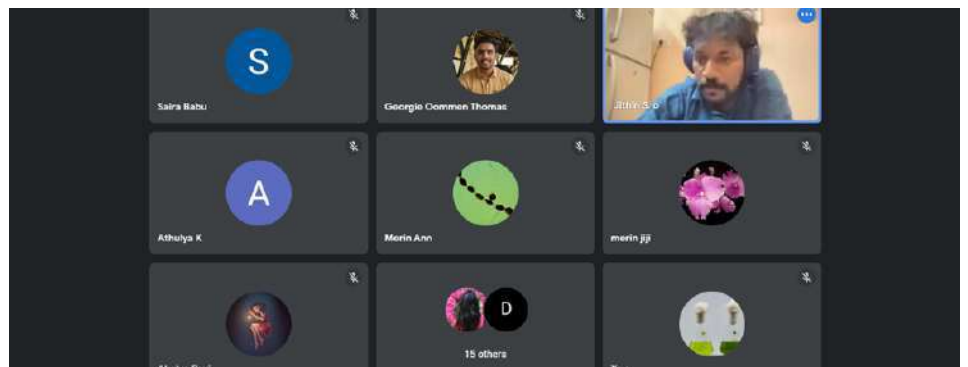 S
Saira Babu
Georgie Oommen Thomas
A
Athulya K
Merin Ann
merin jiji
D
15 others